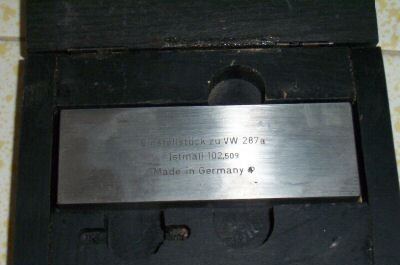 Einstellstück zu VW 287a
Istmaß 102,509
Made in Germany